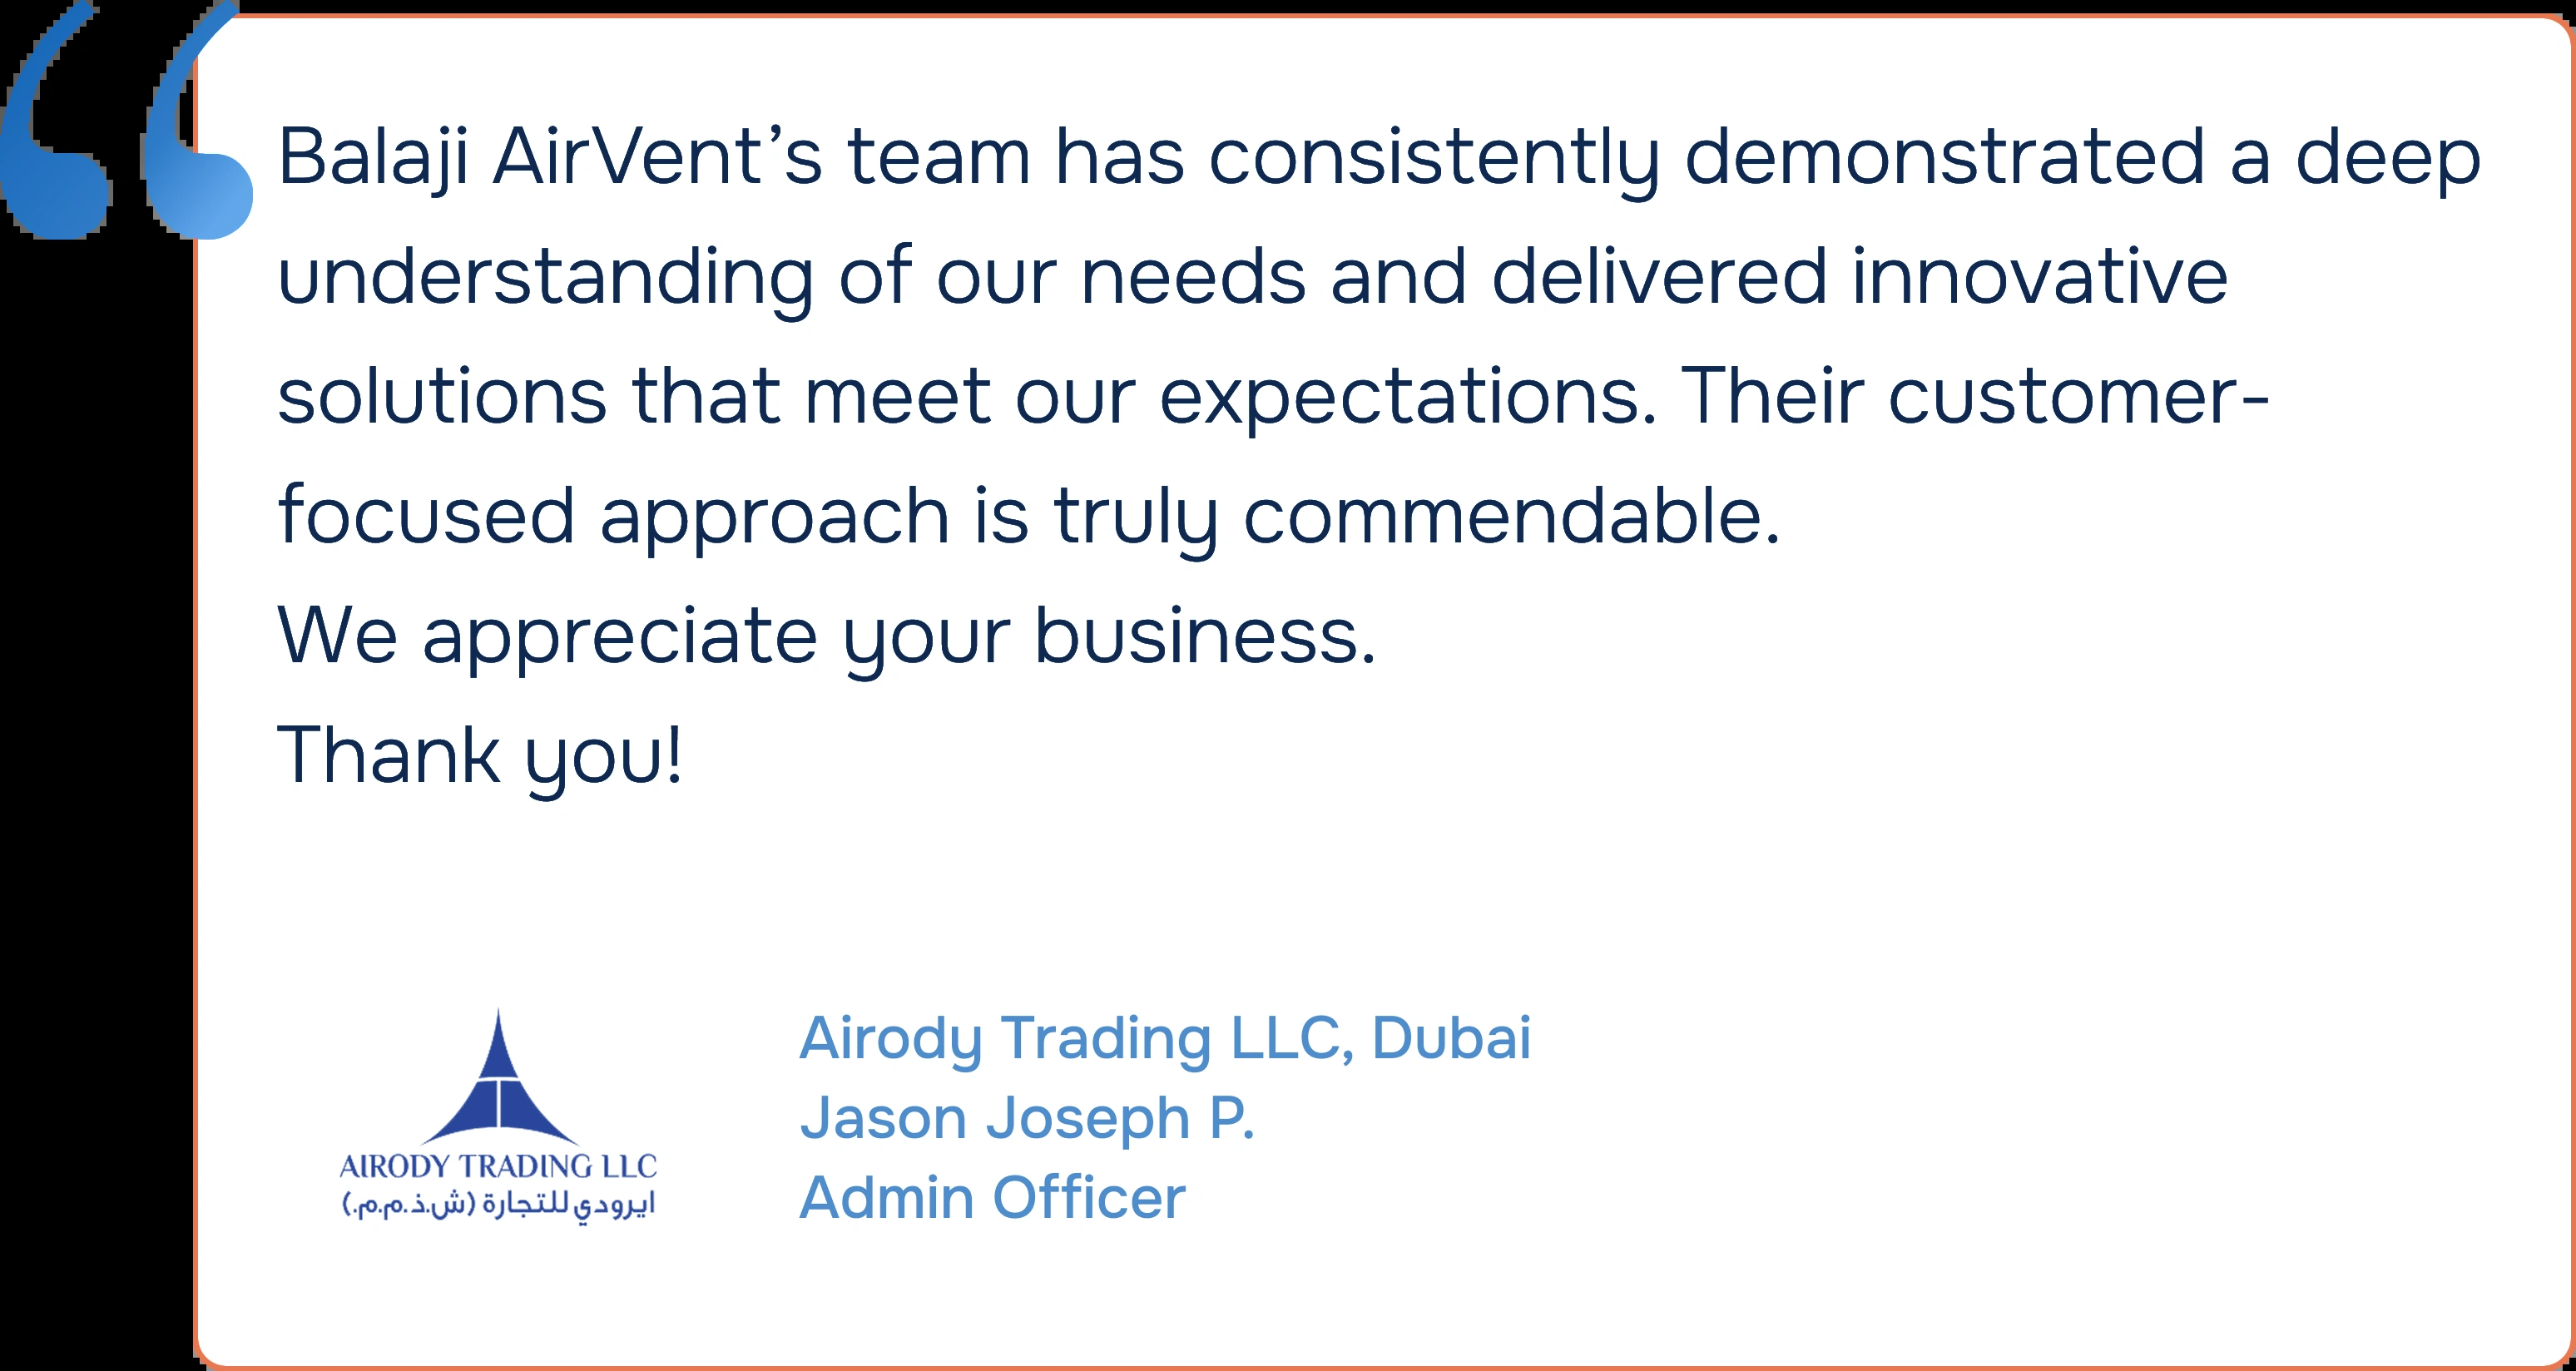 Balaji AirVent’s team has consistently demonstrated a deep
understanding of our needs and delivered innovative
solutions that meet our expectations. Their customer-
focused approach is truly commendable.
We appreciate your business.
Thank you!
AIRODY TRADING LLC
ايرودي للتجارة (ش.ذ.م.م.)
Airody Trading LLC, Dubai
Jason Joseph P.
Admin Officer